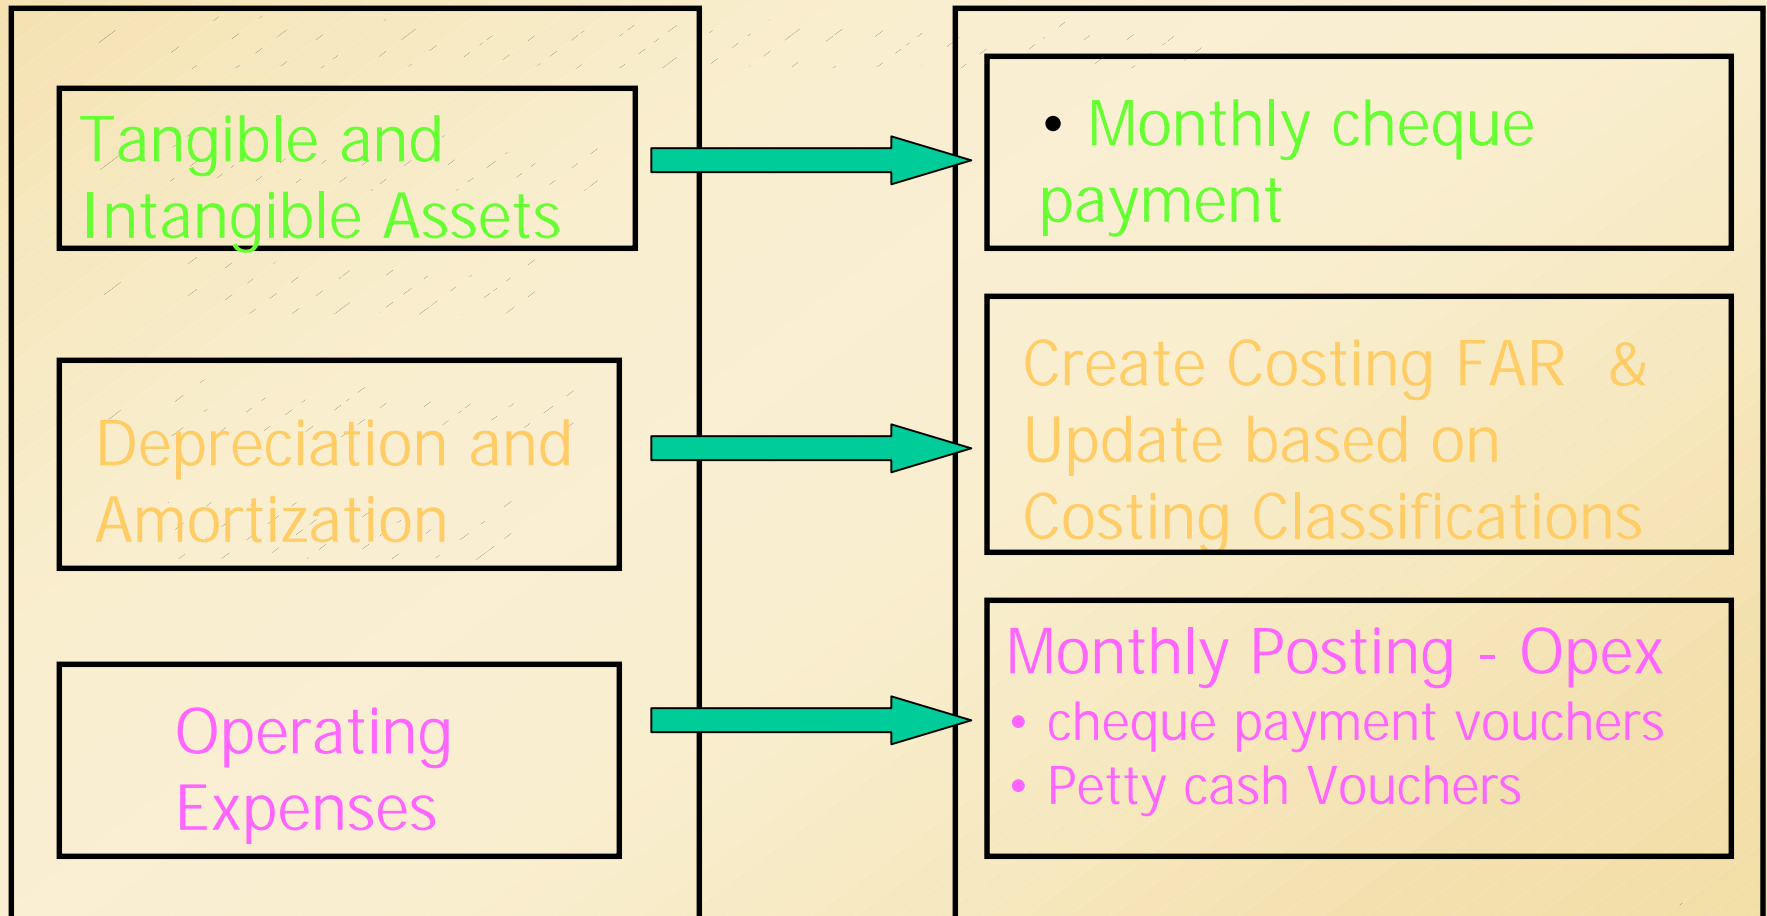 Tangible and
Intangible Assets
• Monthly cheque
payment
Depreciation and
Amortization
Create Costing FAR &
Update based on
Costing Classifications
Operating
Expenses
Monthly Posting - Opex
• cheque payment vouchers
• Petty cash Vouchers